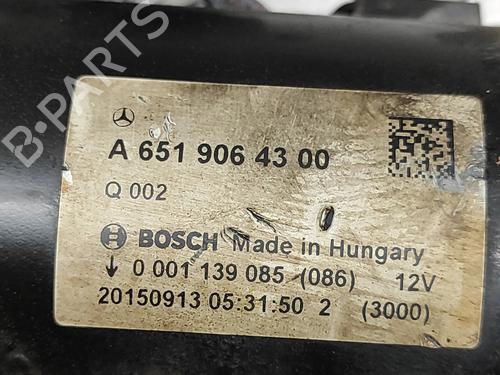 A 651 906 43 00
Q 002
BOSCH Made in Hungary
0 001 139 085 (086) 12V
20150913 05:31:50 2 (3000)
B-PARTS